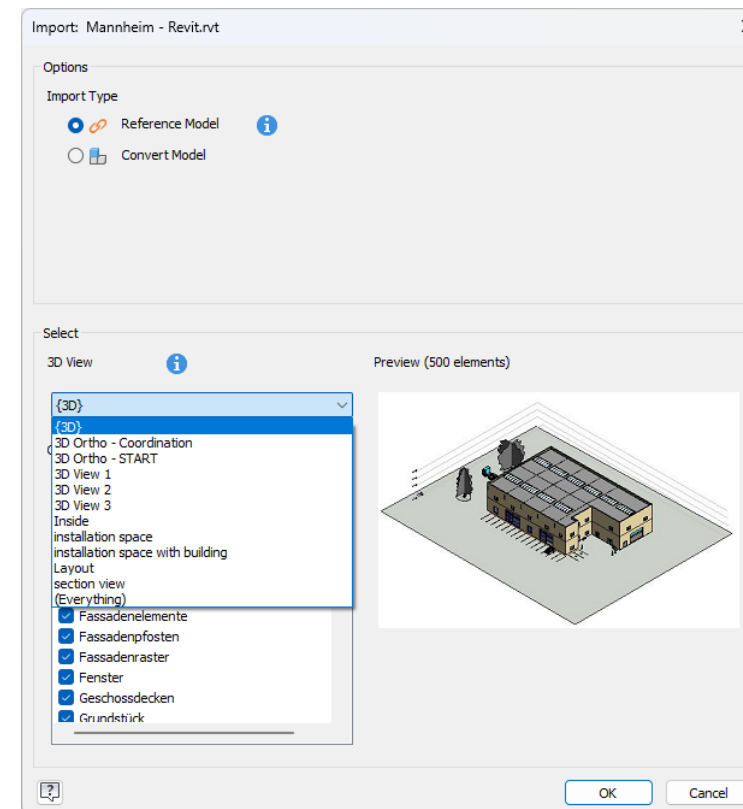 Import: Mannheim - Revit.rvt
Options
Import Type
Reference Model
Convert Model
Select
3D View
Preview (500 elements)
{3D}
{3D}
3D Ortho - Coordination
3D Ortho - START
3D View 1
3D View 2
3D View 3
Inside
installation space
installation space with building
Layout
section view
(Everything)
Fassadenelemente
Fassadenpfosten
Fassadenraster
Fenster
Geschossdecken
Grundstück
OK
Cancel